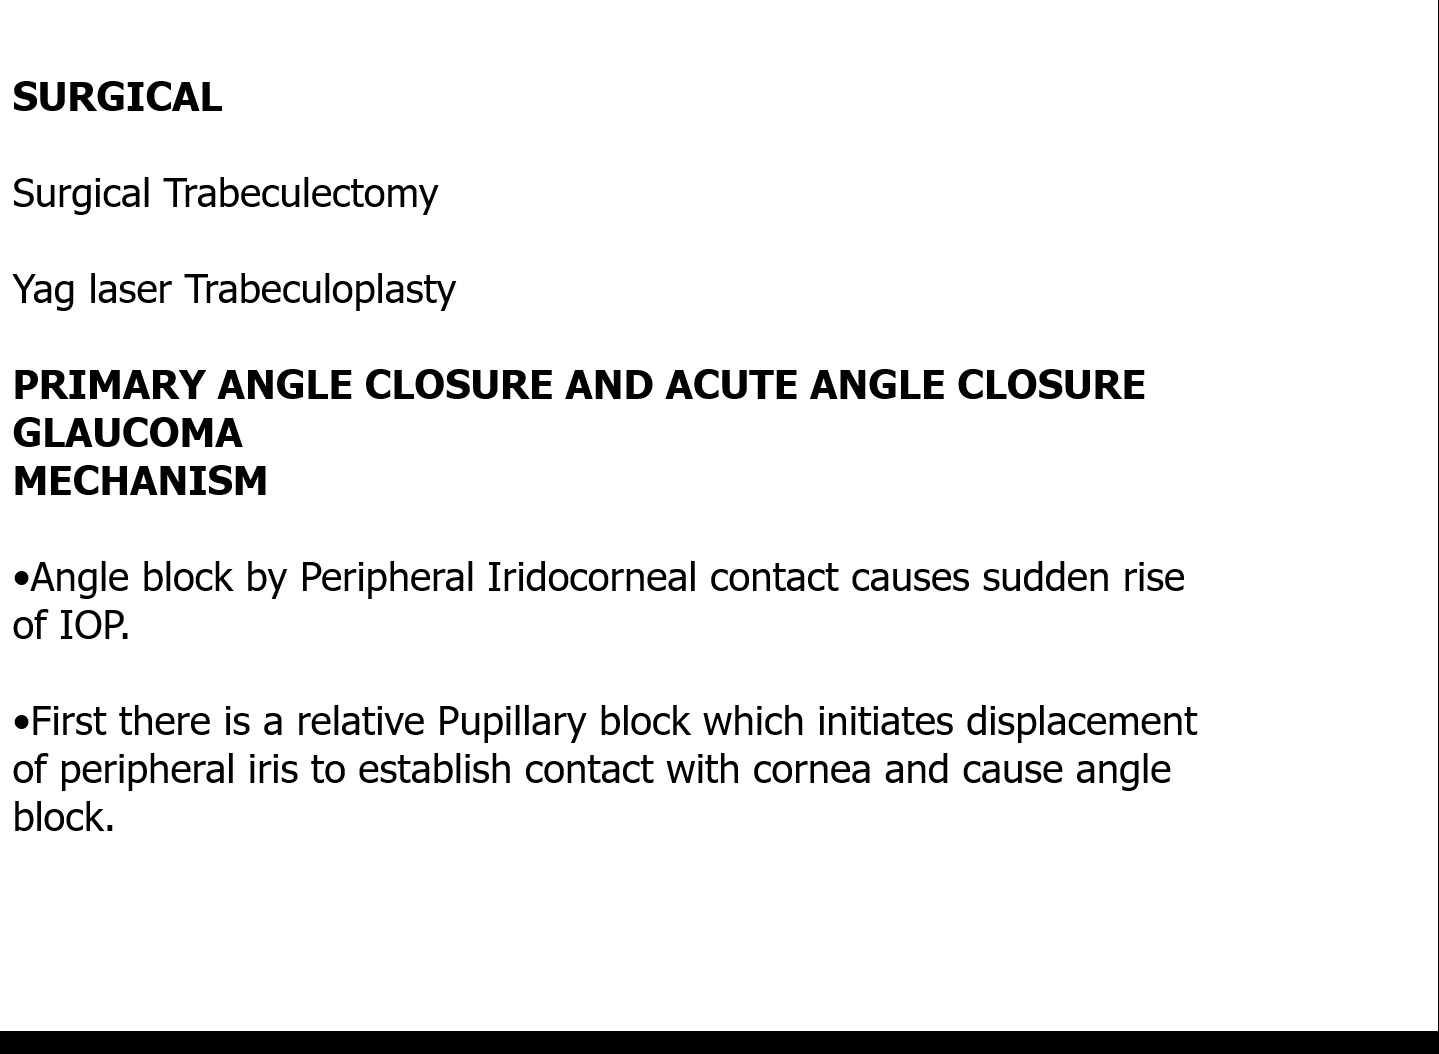 SURGICAL
Surgical Trabeculectomy
Yag laser Trabeculoplasty
PRIMARY ANGLE CLOSURE AND ACUTE ANGLE CLOSURE
GLAUCOMA
MECHANISM
•Angle block by Peripheral Iridocorneal contact causes sudden rise
of IOP.
•First there is a relative Pupillary block which initiates displacement
of peripheral iris to establish contact with cornea and cause angle
block.